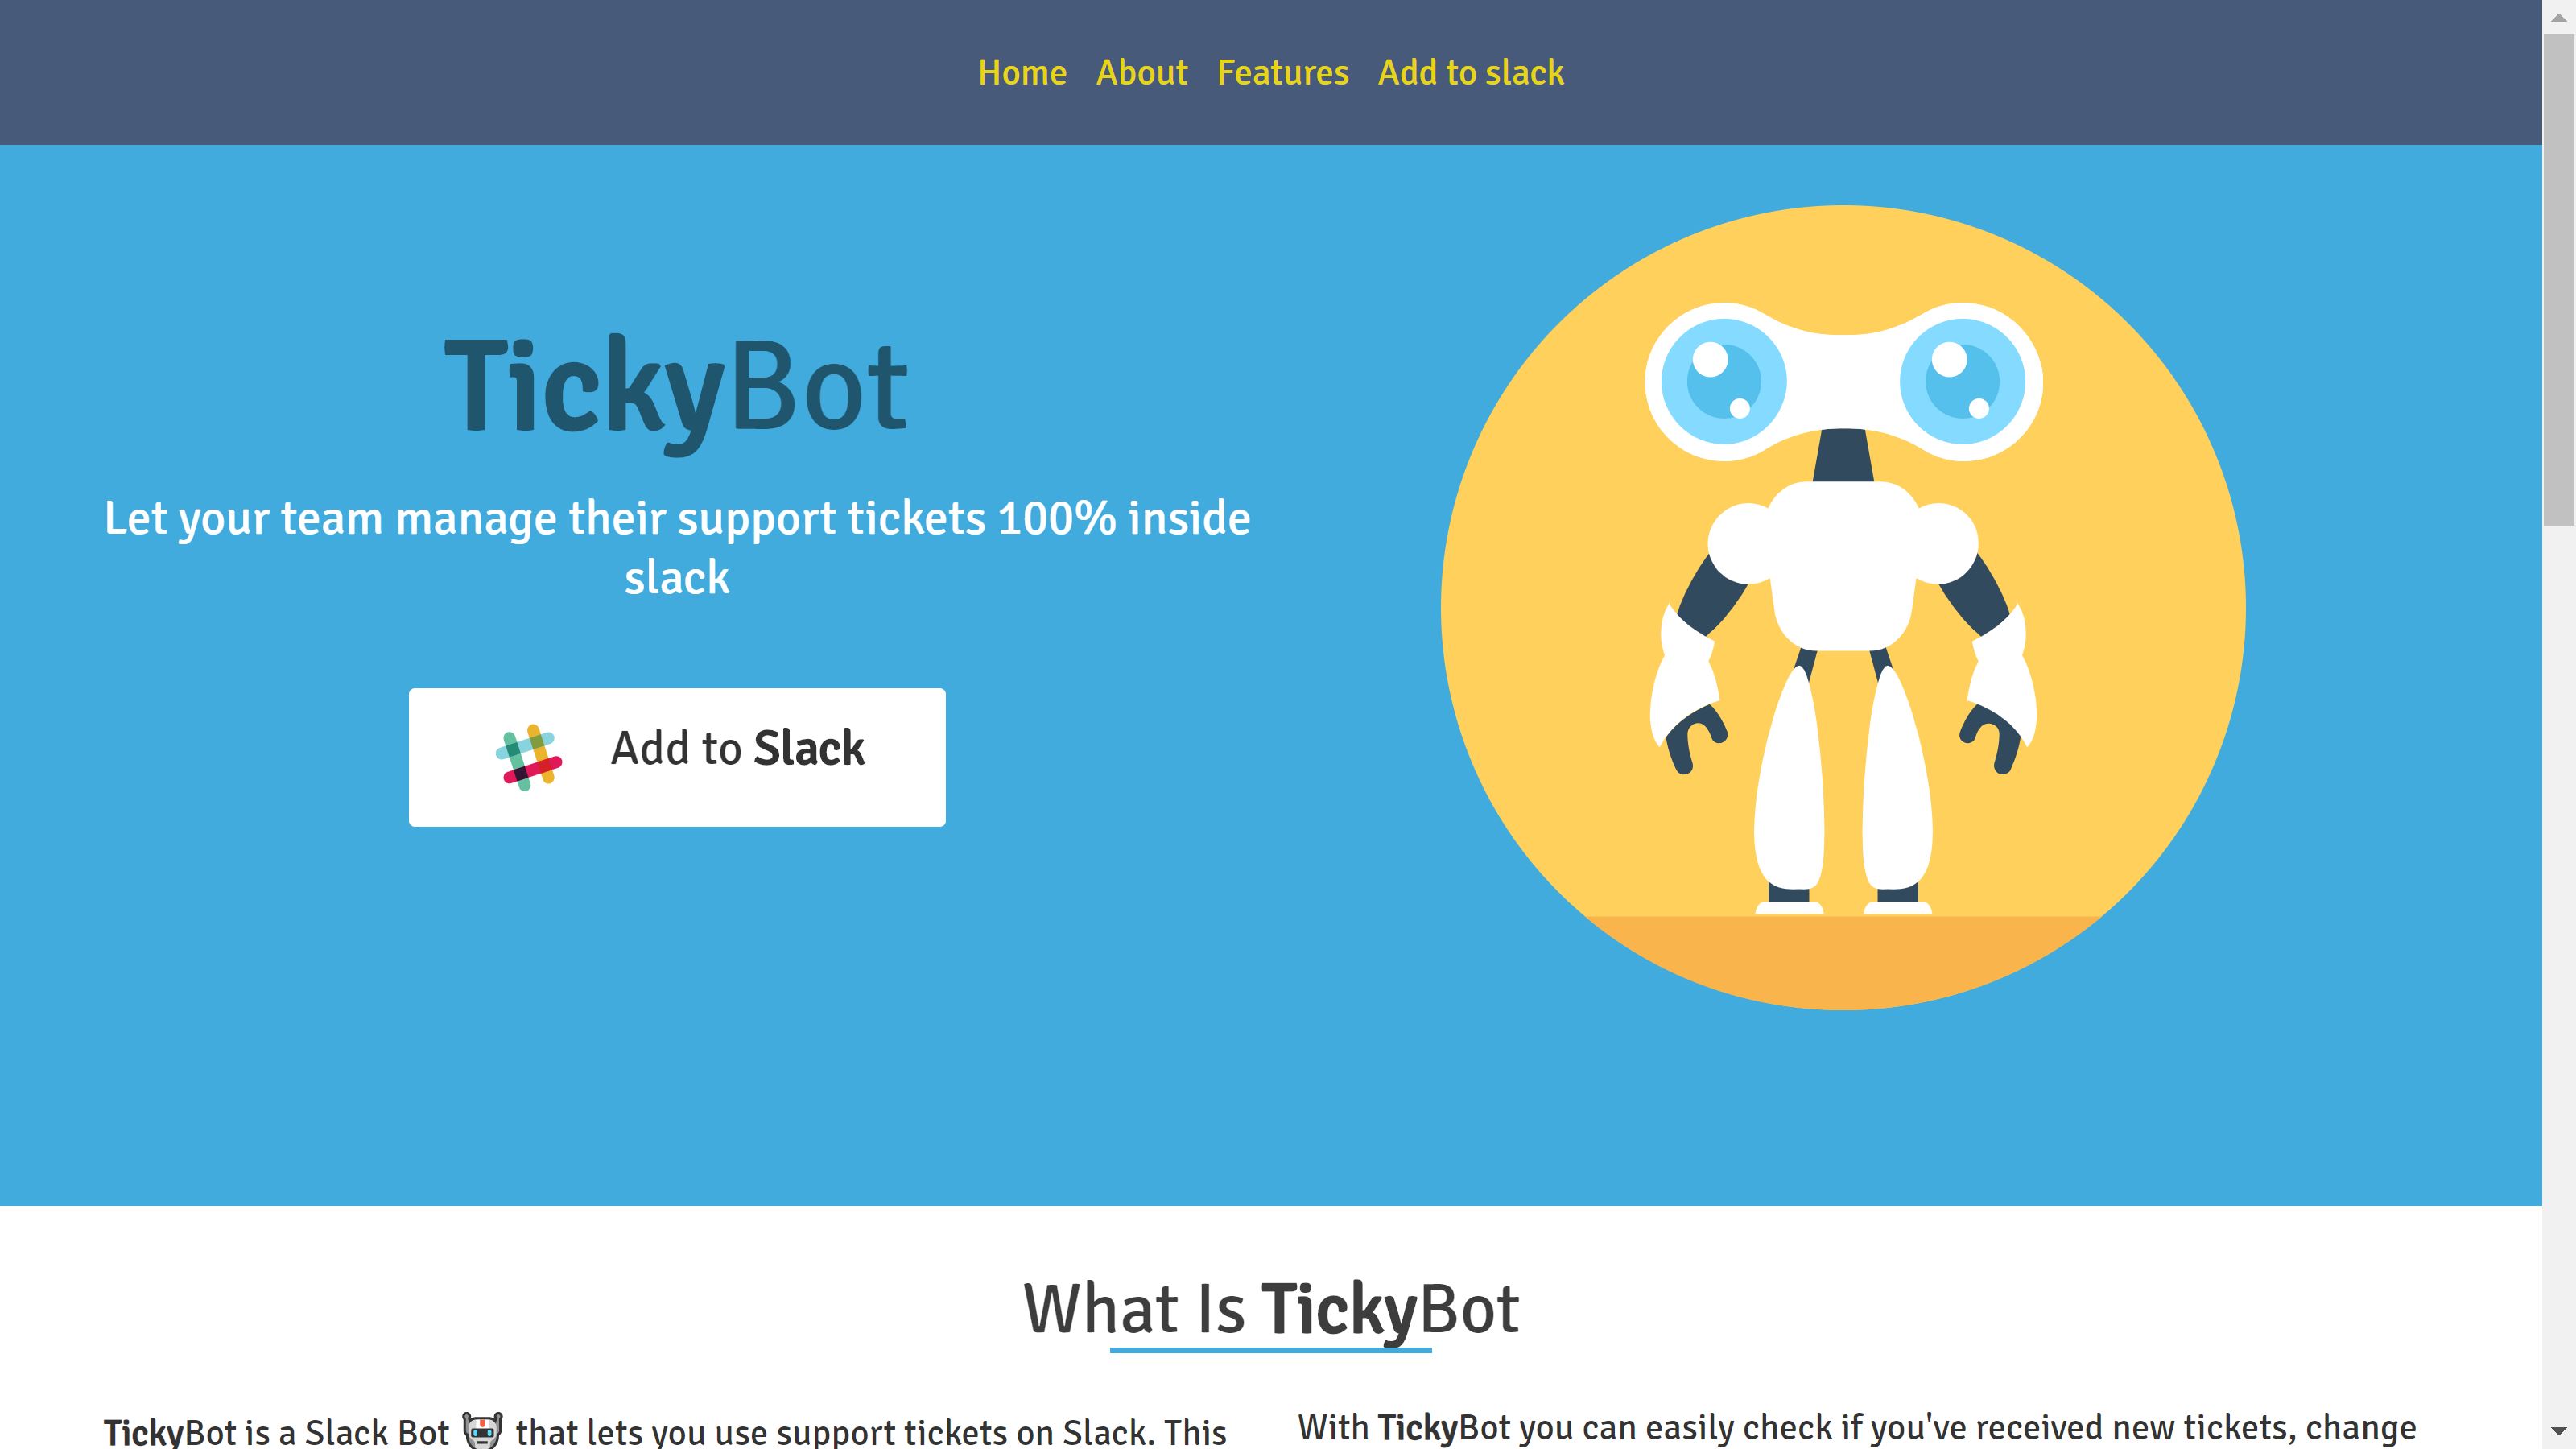 Home About Features Add to slack
TickyBot
Let your team manage their support tickets 100% inside
slack
Add to Slack
What Is TickyBot
TickyBot is a Slack Bot that lets you use support tickets on Slack. This
With TickyBot you can easily check if you've received new tickets, change